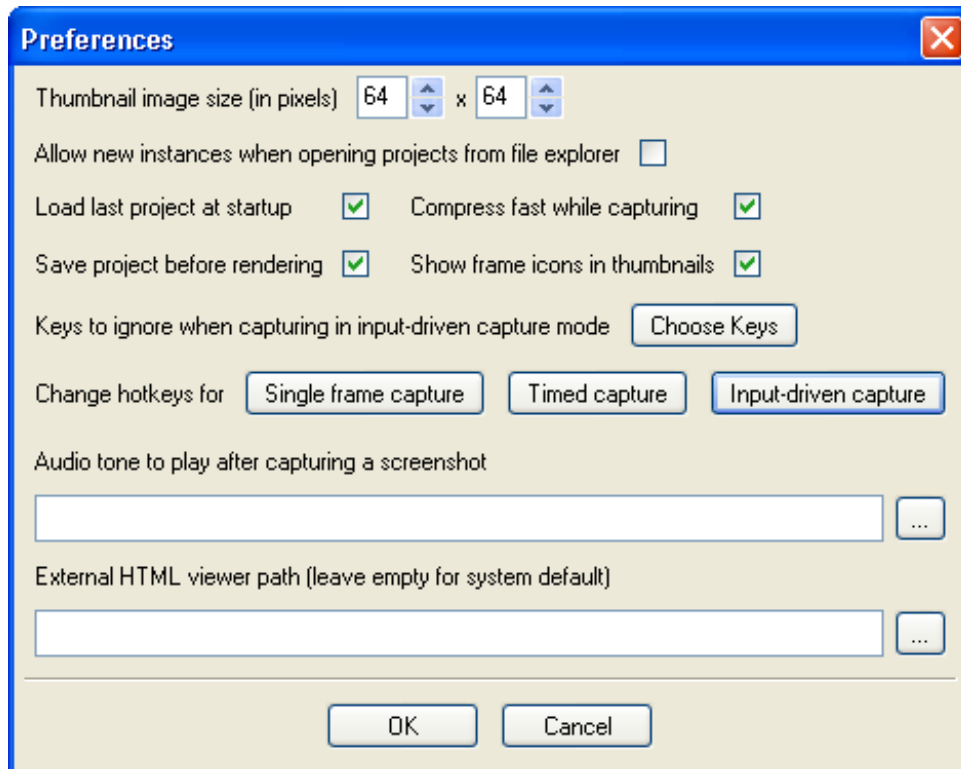 Preferences
Thumbnail image size (in pixels) 64 x 64
Allow new instances when opening projects from file explorer
Load last project at startup Compress fast while capturing
Save project before rendering Show frame icons in thumbnails
Keys to ignore when capturing in input-driven capture mode Choose Keys
Change hotkeys for Single frame capture Timed capture Input-driven capture
Audio tone to play after capturing a screenshot
...
External HTML viewer path (leave empty for system default)
...
OK Cancel